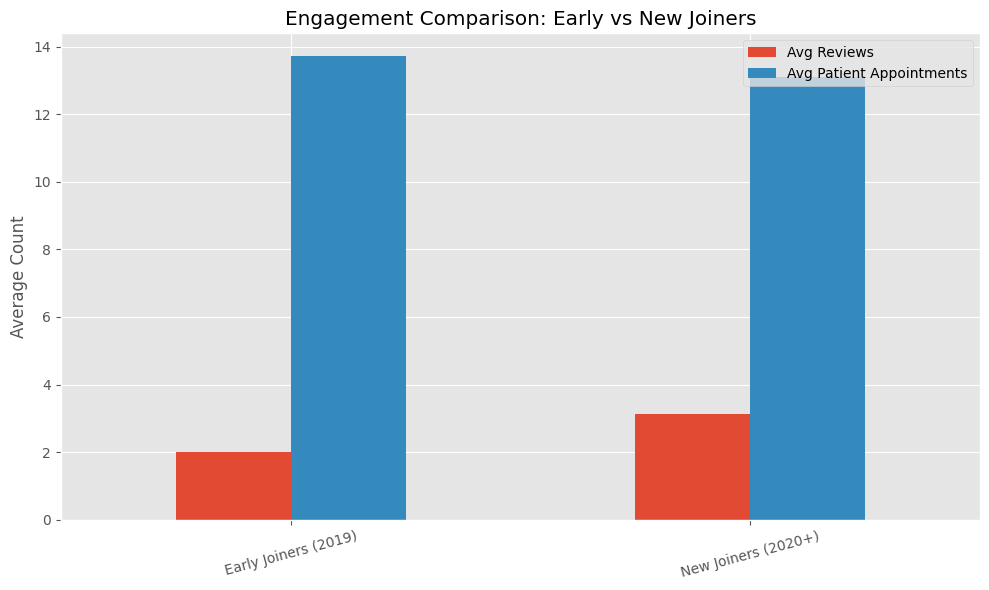 Engagement Comparison: Early vs New Joiners
Avg Reviews
Avg Patient Appointments
Average Count
14
12
10
8
6
4
2
0
Early Joiners (2019)
New Joiners (2020+)